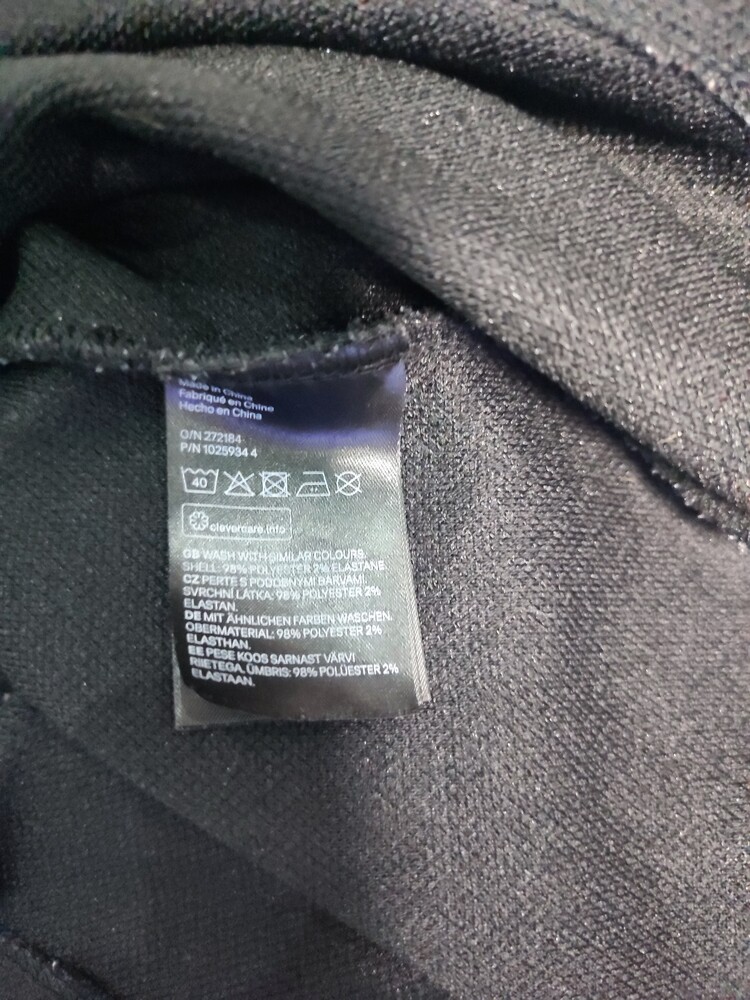 Made in China
Fabriqué en Chine
Hecho en China
O/N 272184
P/N 1025934 4
40
clevercare.info
GB WASH WITH SIMILAR COLOURS.
SHELL: 98% POLYESTER 2% ELASTANE.
CZ PERTE S PODOBNÝMI BARVAMI.
SVRCHNÍ LÁTKA: 98% POLYESTER 2%
ELASTAN.
DE MIT ÄHNLICHEN FARBEN WASCHEN.
OBERMATERIAL: 98% POLYESTER 2%
ELASTHAN.
EE PESE KOOS SARNAST VÄRVI
RIIETEGA. ÜMBRIS: 98% POLÜESTER 2%
ELASTAAN.